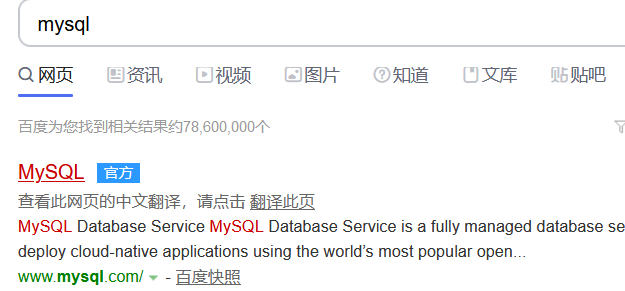 mysql
网页 资讯 视频 图片 知道 文库 贴吧
百度为您找到相关结果约78,600,000个
MySQL 官方
查看此网页的中文翻译，请点击 翻译此页
MySQL Database Service MySQL Database Service is a fully managed database se
deploy cloud-native applications using the world's most popular open...
www.mysql.com/ - 百度快照